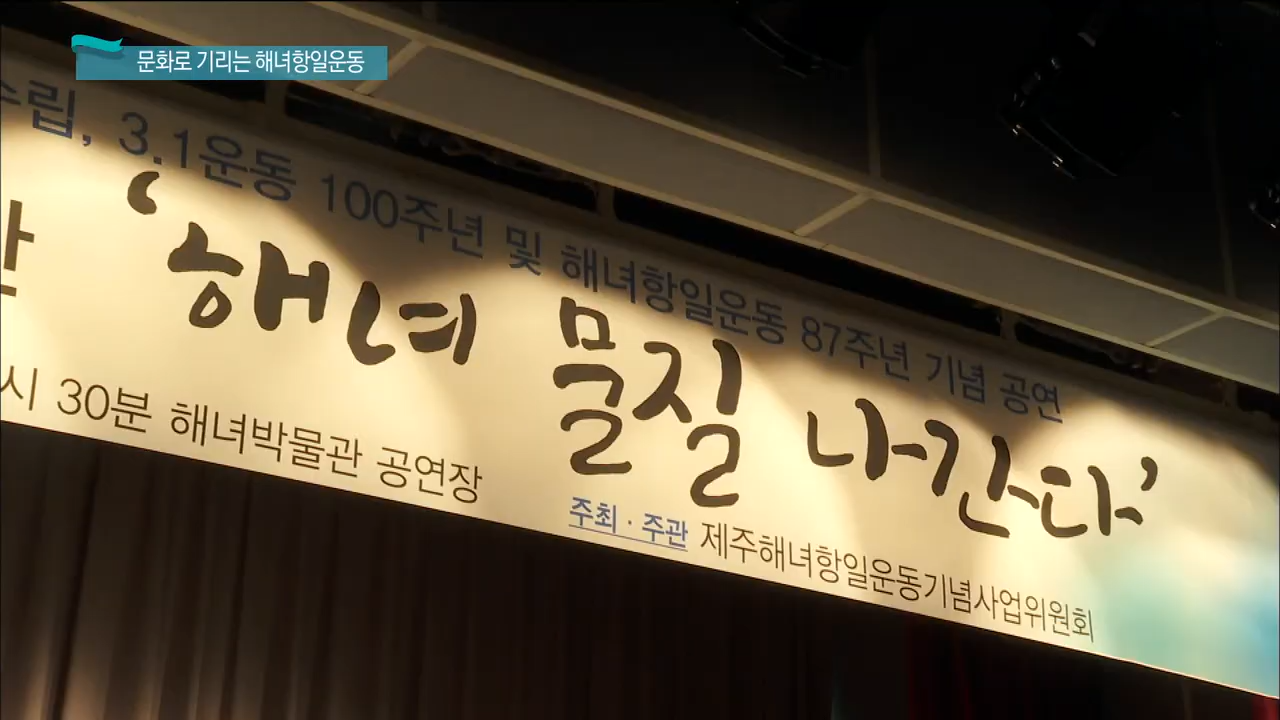 문화로 기리는 해녀항일운동
수립, 3.1운동 100주년 및 해녀항일운동 87주년 기념 공연
‘해녀 물질 나간다’
시 30분 해녀박물관 공연장
주최·주관 제주해녀항일운동기념사업위원회